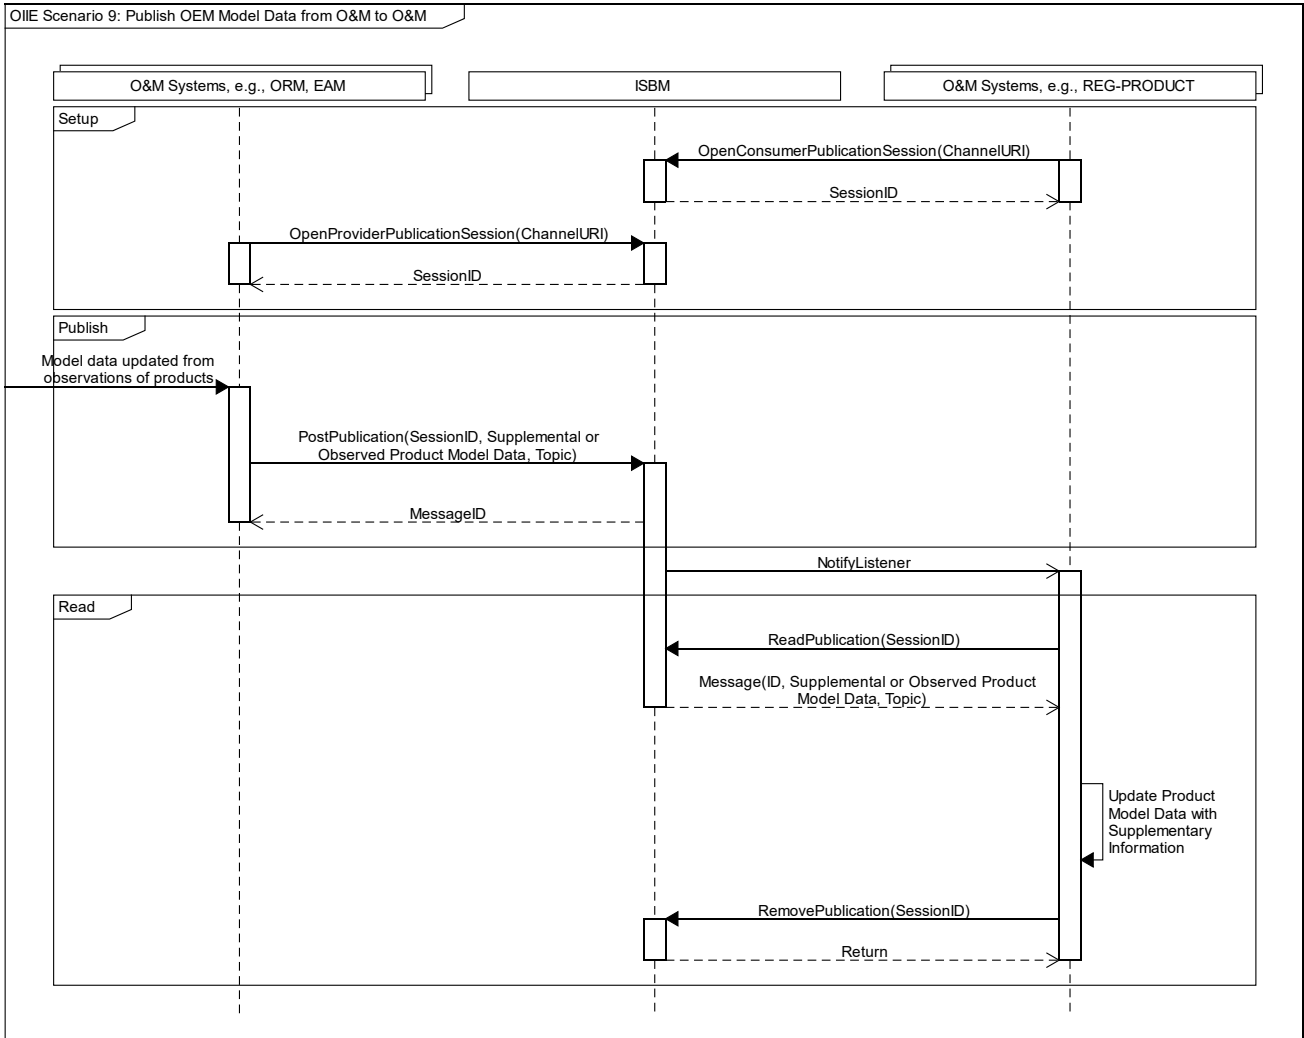 OIIE Scenario 9: Publish OEM Model Data from O&M to O&M
O&M Systems, e.g., ORM, EAM
ISBM
O&M Systems, e.g., REG-PRODUCT
Setup
OpenConsumerPublicationSession(ChannelURI)
SessionID
OpenProviderPublicationSession(ChannelURI)
SessionID
Publish
Model data updated from
observations of products
PostPublication(SessionID, Supplemental or
Observed Product Model Data, Topic)
MessageID
NotifyListener
Read
ReadPublication(SessionID)
Message(ID, Supplemental or Observed Product
Model Data, Topic)
Update Product
Model Data with
Supplementary
Information
RemovePublication(SessionID)
Return